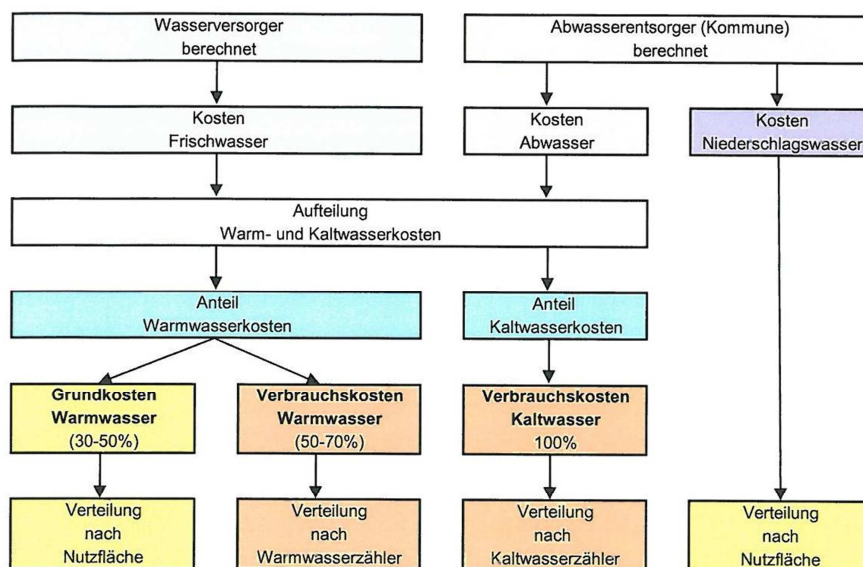 Wasserversorger
berechnet
Abwasserentsorger (Kommune)
berechnet
Kosten
Frischwasser
Kosten
Abwasser
Kosten
Niederschlagswasser
Aufteilung
Warm- und Kaltwasserkosten
Anteil
Warmwasserkosten
Anteil
Kaltwasserkosten
Grundkosten
Warmwasser
(30-50%)
Verbrauchskosten
Warmwasser
(50-70%)
Verbrauchskosten
Kaltwasser
100%
Verteilung
nach
Nutzfläche
Verteilung
nach
Warmwasserzähler
Verteilung
nach
Kaltwasserzähler
Verteilung
nach
Nutzfläche